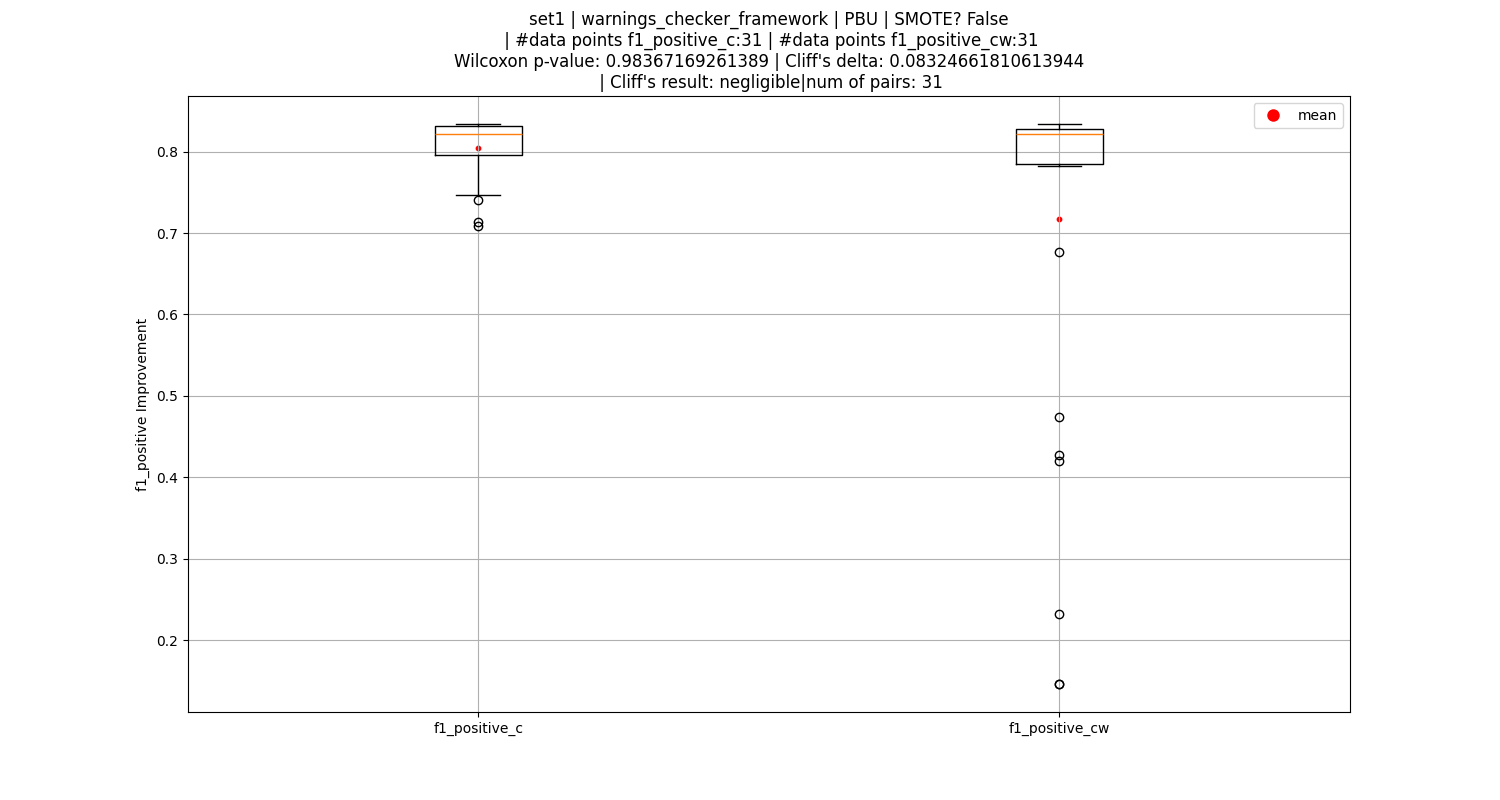 set1 | warnings_checker_framework | PBU | SMOTE? False
| #data points f1_positive_c:31 | #data points f1_positive_cw:31
Wilcoxon p-value: 0.98367169261389 | Cliff's delta: 0.08324661810613944
| Cliff's result: negligible|num of pairs: 31
mean
0.8
0.7
0.6
0.5
0.4
0.3
0.2
f1_positive Improvement
f1_positive_c
f1_positive_cw